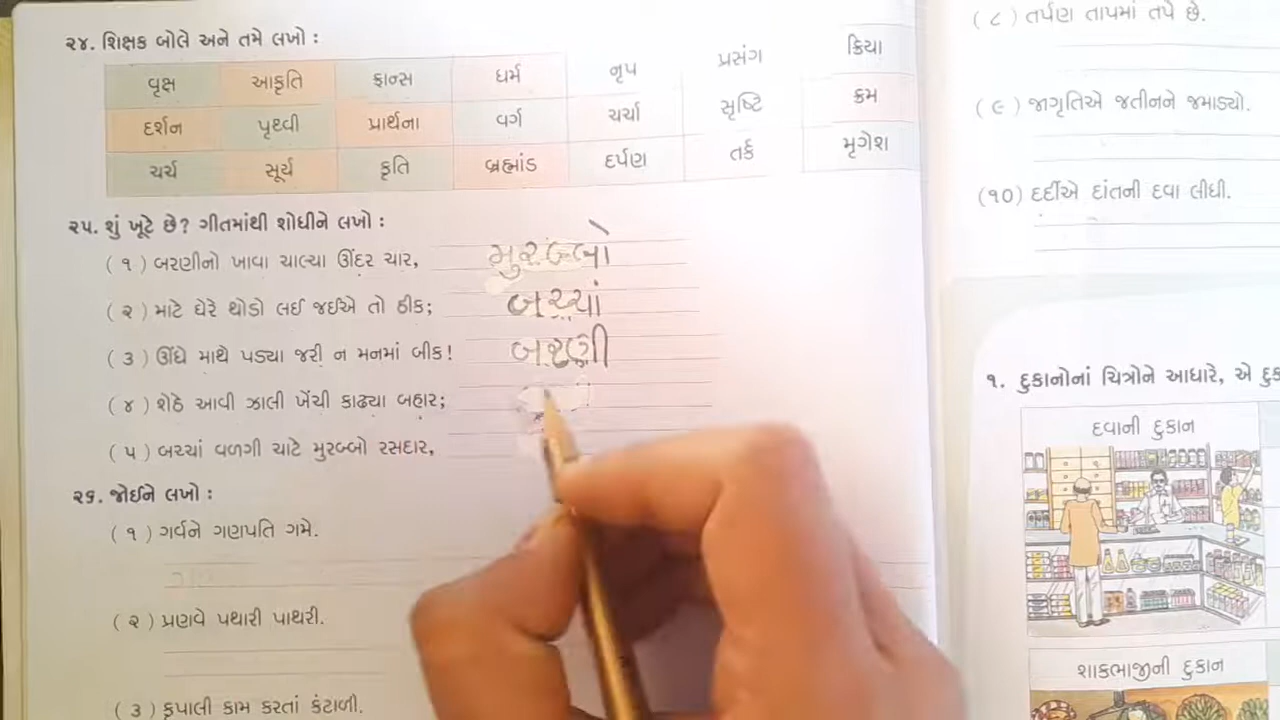 ૨૪. શિક્ષક બોલે અને તમે લખો :
વૃક્ષ આકૃતિ ફ્રાન્સ ધર્મ નૃપ પ્રસંગ ક્રિયા
દર્શન પૃથ્વી પ્રાર્થના વર્ગ ચર્ચા સૃષ્ટિ ક્રમ
ચર્ચ સૂર્ય કૃતિ બ્રહ્માંડ દર્પણ તર્ક મૃગેશ
૨૫. શું ખૂટે છે? ગીતમાંથી શોધીને લખો :
(૧) બરણીનો ખાવા ચાલ્યા ઊંદર ચાર, મુરબ્બો
(૨) માટે ઘેરે થોડો લઈ જઈએ તો ઠીક; બચ્ચાં
(૩) ઊંધે માથે પડ્યા જરી ન મનમાં બીક! બરણી
(૪) શેઠે આવી ઝાલી ખેંચી કાઢ્યા બહાર;
(૫) બચ્ચાં વળગી ચાટે મુરબ્બો રસદાર,
૨૬. જોઈને લખો :
(૧) ગર્વને ગણપતિ ગમે.
(૨) પ્રણવે પથારી પાથરી.
(૩) કૃપાલી કામ કરતાં કંટાળી.
(૮) તર્પણ તાપમાં તપે છે.
(૯) જાગૃતિએ જતીનને જમાડ્યો.
(૧૦) દર્દીએ દાંતની દવા લીધી.
૧. દુકાનોનાં ચિત્રોને આધારે, એ
દવાની દુકાન
શાકભાજીની દુકાન